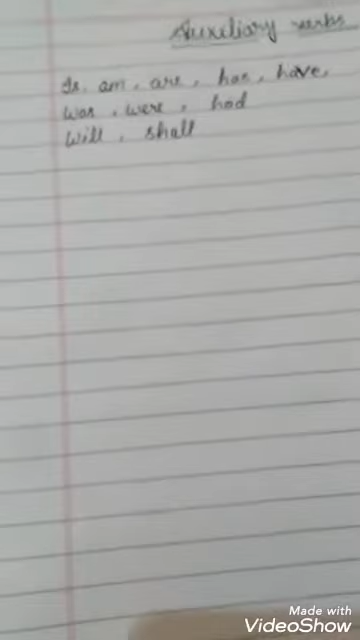 Auxiliary verbs
Is, am, are, has, have,
was, were, had
will, shall
Made with
VideoShow